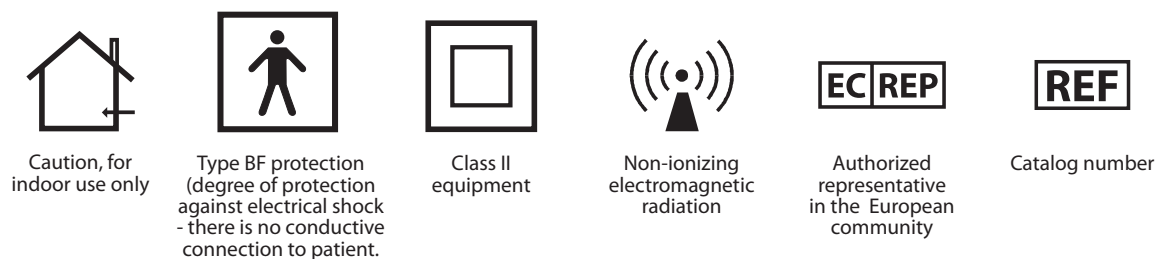 EC REP
REF
Caution, for
indoor use only
Type BF protection
(degree of protection
against electrical shock
- there is no conductive
connection to patient.
Class II
equipment
Non-ionizing
electromagnetic
radiation
Authorized
representative
in the European
community
Catalog number